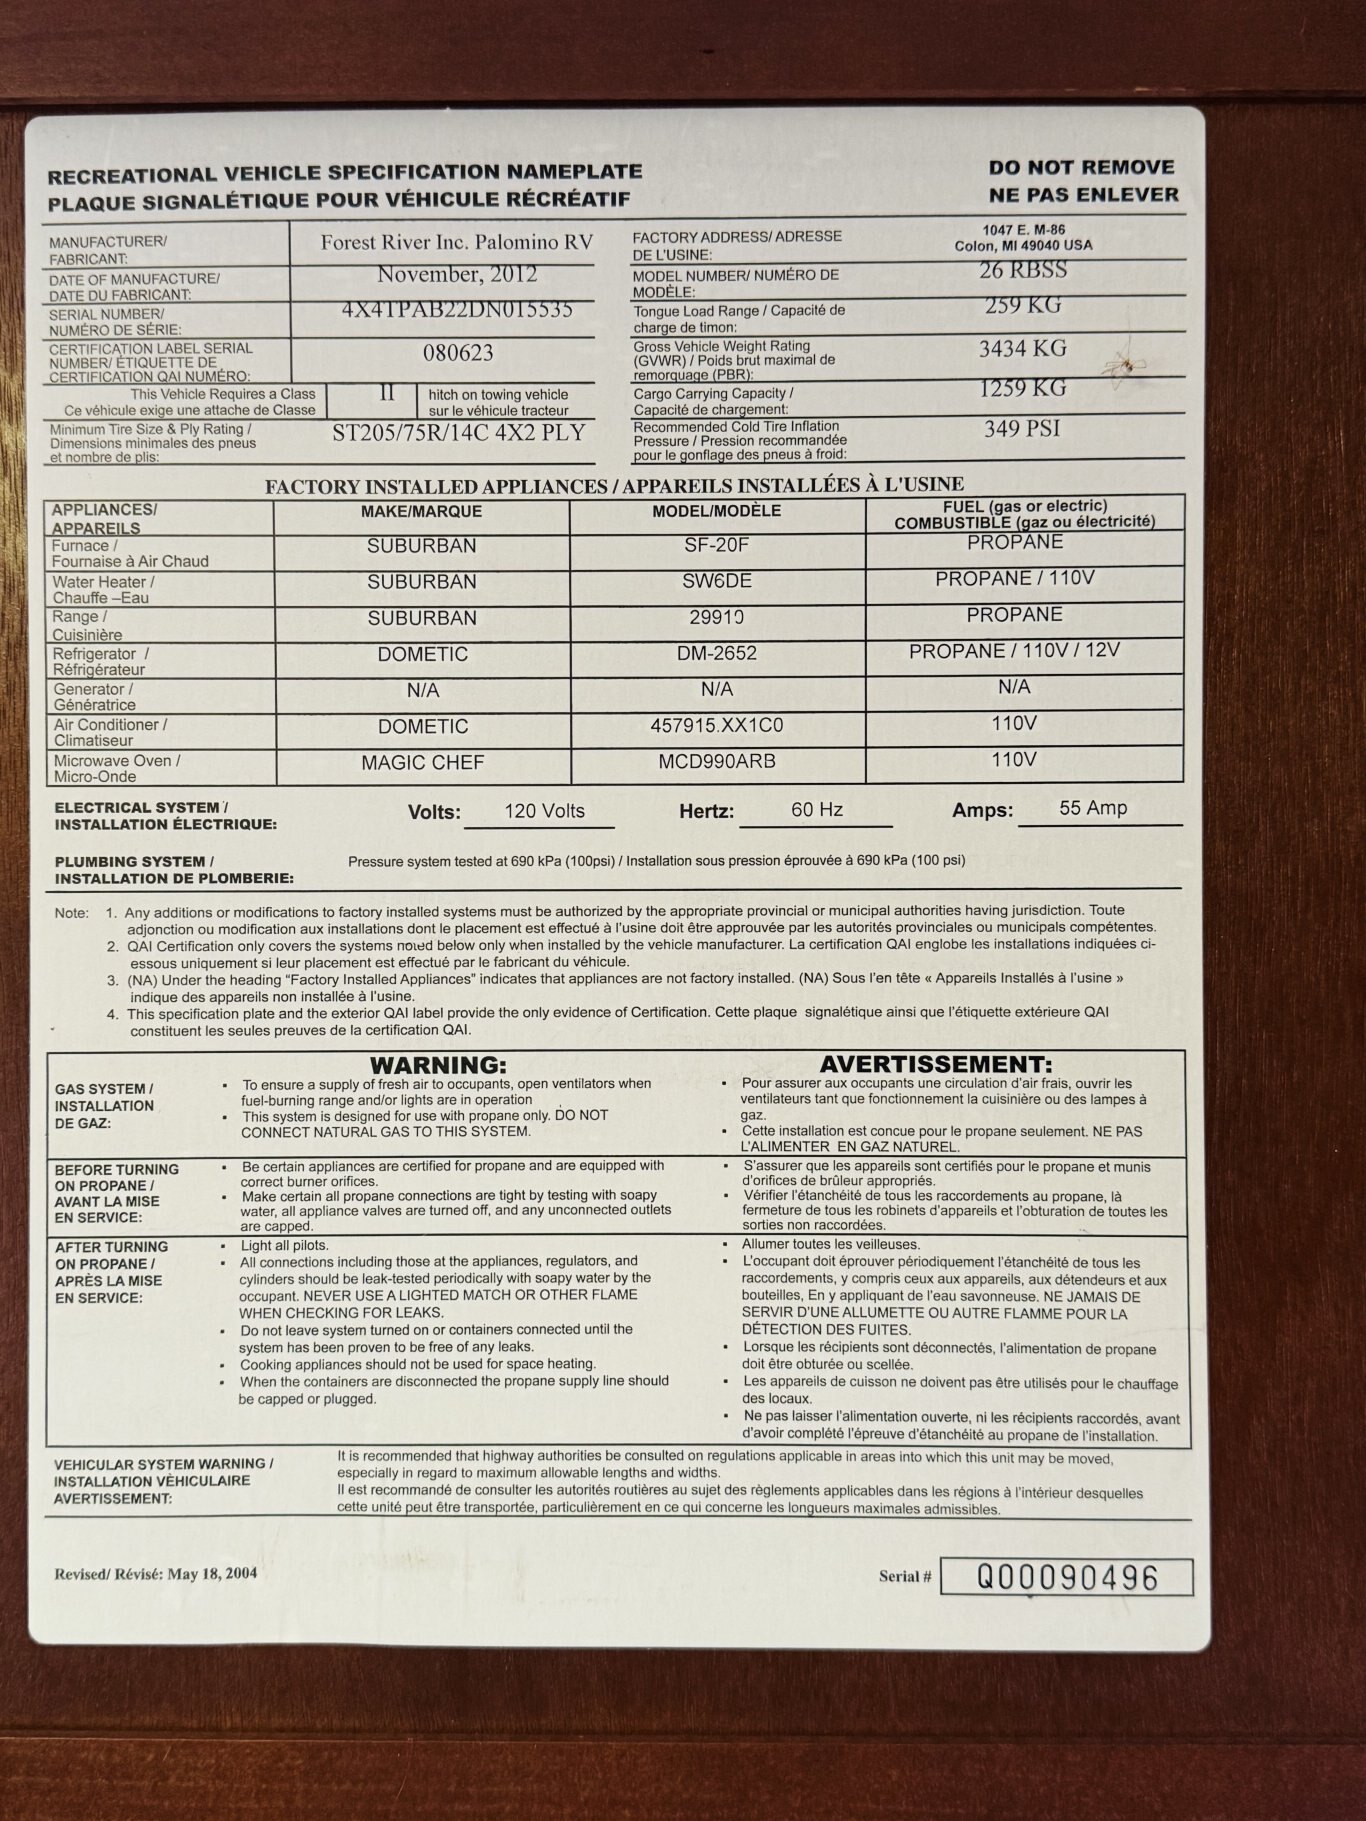 RECREATIONAL VEHICLE SPECIFICATION NAMEPLATE
PLAQUE SIGNALÉTIQUE POUR VÉHICULE RÉCRÉATIF
DO NOT REMOVE
NE PAS ENLEVER
MANUFACTURER/
FABRICANT:
Forest River Inc. Palomino RV
DATE OF MANUFACTURE/
DATE DU FABRICANT:
November, 2012
SERIAL NUMBER/
NUMÉRO DE SÉRIE:
4X4TPAB22DN015535
CERTIFICATION LABEL SERIAL
NUMBER/ ÉTIQUETTE DE
CERTIFICATION QAI NUMÉRO:
080623
This Vehicle Requires a Class
Ce véhicule exige une attache de Classe
II
hitch on towing vehicle
sur le véhicule tracteur
Minimum Tire Size & Ply Rating /
Dimensions minimales des pneus
et nombre de plis:
ST205/75R/14C 4X2 PLY
FACTORY ADDRESS/ ADRESSE
DE L'USINE:
1047 E. M-86
Colon, MI 49040 USA
MODEL NUMBER/ NUMÉRO DE
MODÈLE:
26 RBSS
Tongue Load Range / Capacité de
charge de timon:
259 KG
Gross Vehicle Weight Rating
(GVWR) / Poids brut maximal de
remorquage (PBR):
3434 KG
Cargo Carrying Capacity /
Capacité de chargement:
1259 KG
Recommended Cold Tire Inflation
Pressure / Pression recommandée
pour le gonflage des pneus à froid:
349 PSI
FACTORY INSTALLED APPLIANCES / APPAREILS INSTALLÉES À L'USINE
APPLIANCES/
APPAREILS
MAKE/MARQUE
MODEL/MODÈLE
FUEL (gas or electric)
COMBUSTIBLE (gaz ou électricité)
Furnace /
Fournaise à Air Chaud
SUBURBAN
SF-20F
PROPANE
Water Heater /
Chauffe –Eau
SUBURBAN
SW6DE
PROPANE / 110V
Range /
Cuisinière
SUBURBAN
29910
PROPANE
Refrigerator /
Réfrigérateur
DOMETIC
DM-2652
PROPANE / 110V / 12V
Generator /
Génératrice
N/A
N/A
N/A
Air Conditioner /
Climatiseur
DOMETIC
457915.XX1C0
110V
Microwave Oven /
Micro-Onde
MAGIC CHEF
MCD990ARB
110V
ELECTRICAL SYSTEM /
INSTALLATION ÉLECTRIQUE:
Volts: 120 Volts
Hertz: 60 Hz
Amps: 55 Amp
PLUMBING SYSTEM /
INSTALLATION DE PLOMBERIE:
Pressure system tested at 690 kPa (100psi) / Installation sous pression éprouvée à 690 kPa (100 psi)
Note: 1. Any additions or modifications to factory installed systems must be authorized by the appropriate provincial or municipal authorities having jurisdiction. Toute
adjonction ou modification aux installations dont le placement est effectué à l'usine doit être approuvée par les autorités provinciales ou municipals compétentes.
2. QAI Certification only covers the systems noted below only when installed by the vehicle manufacturer. La certification QAI englobe les installations indiquées ci-
essous uniquement si leur placement est effectué par le fabricant du véhicule.
3. (NA) Under the heading "Factory Installed Appliances" indicates that appliances are not factory installed. (NA) Sous l'en tête « Appareils Installés à l'usine »
indique des appareils non installée à l'usine.
4. This specification plate and the exterior QAI label provide the only evidence of Certification. Cette plaque signalétique ainsi que l'étiquette extérieure QAI
constituent les seules preuves de la certification QAI.
WARNING:
AVERTISSEMENT:
GAS SYSTEM /
INSTALLATION
DE GAZ:
▪ To ensure a supply of fresh air to occupants, open ventilators when
fuel-burning range and/or lights are in operation
▪ This system is designed for use with propane only. DO NOT
CONNECT NATURAL GAS TO THIS SYSTEM.
▪ Pour assurer aux occupants une circulation d'air frais, ouvrir les
ventilateurs tant que fonctionnement la cuisinière ou des lampes à
gaz.
▪ Cette installation est concue pour le propane seulement. NE PAS
L'ALIMENTER EN GAZ NATUREL.
BEFORE TURNING
ON PROPANE /
AVANT LA MISE
EN SERVICE:
▪ Be certain appliances are certified for propane and are equipped with
correct burner orifices.
▪ Make certain all propane connections are tight by testing with soapy
water, all appliance valves are turned off, and any unconnected outlets
are capped.
▪ S'assurer que les appareils sont certifiés pour le propane et munis
d'orifices de brûleur appropriés.
▪ Vérifier l'étanchéité de tous les raccordements au propane, là
fermeture de tous les robinets d'appareils et l'obturation de toutes les
sorties non raccordées.
AFTER TURNING
ON PROPANE /
APRÈS LA MISE
EN SERVICE:
▪ Light all pilots.
▪ All connections including those at the appliances, regulators, and
cylinders should be leak-tested periodically with soapy water by the
occupant. NEVER USE A LIGHTED MATCH OR OTHER FLAME
WHEN CHECKING FOR LEAKS.
▪ Do not leave system turned on or containers connected until the
system has been proven to be free of any leaks.
▪ Cooking appliances should not be used for space heating.
▪ When the containers are disconnected the propane supply line should
be capped or plugged.
▪ Allumer toutes les veilleuses.
▪ L'occupant doit éprouver périodiquement l'étanchéité de tous les
raccordements, y compris ceux aux appareils, aux détendeurs et aux
bouteilles, En y appliquant de l'eau savonneuse. NE JAMAIS DE
SERVIR D'UNE ALLUMETTE OU AUTRE FLAMME POUR LA
DÉTECTION DES FUITES.
▪ Lorsque les récipients sont déconnectés, l'alimentation de propane
doit être obturée ou scellée.
▪ Les appareils de cuisson ne doivent pas être utilisés pour le chauffage
des locaux.
▪ Ne pas laisser l'alimentation ouverte, ni les récipients raccordés, avant
d'avoir complété l'épreuve d'étanchéité au propane de l'installation.
VEHICULAR SYSTEM WARNING /
INSTALLATION VÈHICULAIRE
AVERTISSEMENT:
It is recommended that highway authorities be consulted on regulations applicable in areas into which this unit may be moved,
especially in regard to maximum allowable lengths and widths.
Il est recommandé de consulter les autorités routières au sujet des règlements applicables dans les régions à l'intérieur desquelles
cette unité peut être transportée, particulièrement en ce qui concerne les longueurs maximales admissibles.
Revised/ Révisé: May 18, 2004
Serial # Q00090496